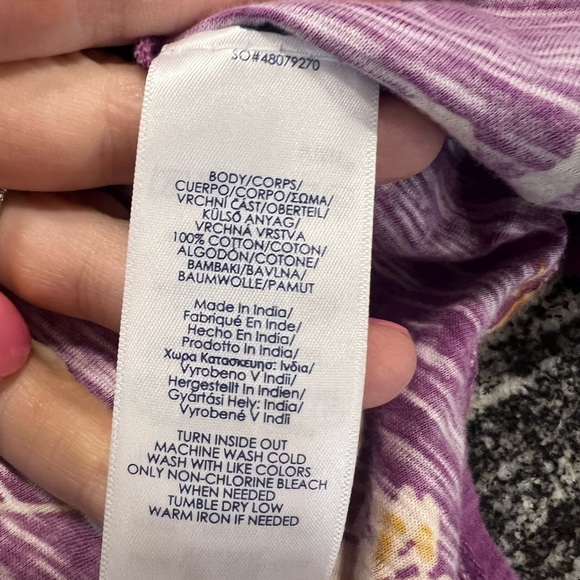 SO#48079270
BODY/CORPS/
CUERPO/CORPO/ΣΩΜΑ/
VRCHNÍ ČÁST/OBERTEIL/
KÜLSŐ ANYAG/
VRCHNÁ VRSTVA
100% COTTON/COTON/
ALGODÓN/COTONE/
BAMBAKI/BAVLNA/
BAUMWOLLE/PAMUT
Made In India/
Fabriqué En Inde/
Hecho En India/
Prodotto In India/
Χωρα Κατασκευησ: Ινδια/
Vyrobeno V Indii/
Hergestellt In Indien/
Gyártási Hely: India/
Vyrobené V Indii
TURN INSIDE OUT
MACHINE WASH COLD
WASH WITH LIKE COLORS
ONLY NON-CHLORINE BLEACH
WHEN NEEDED
TUMBLE DRY LOW
WARM IRON IF NEEDED